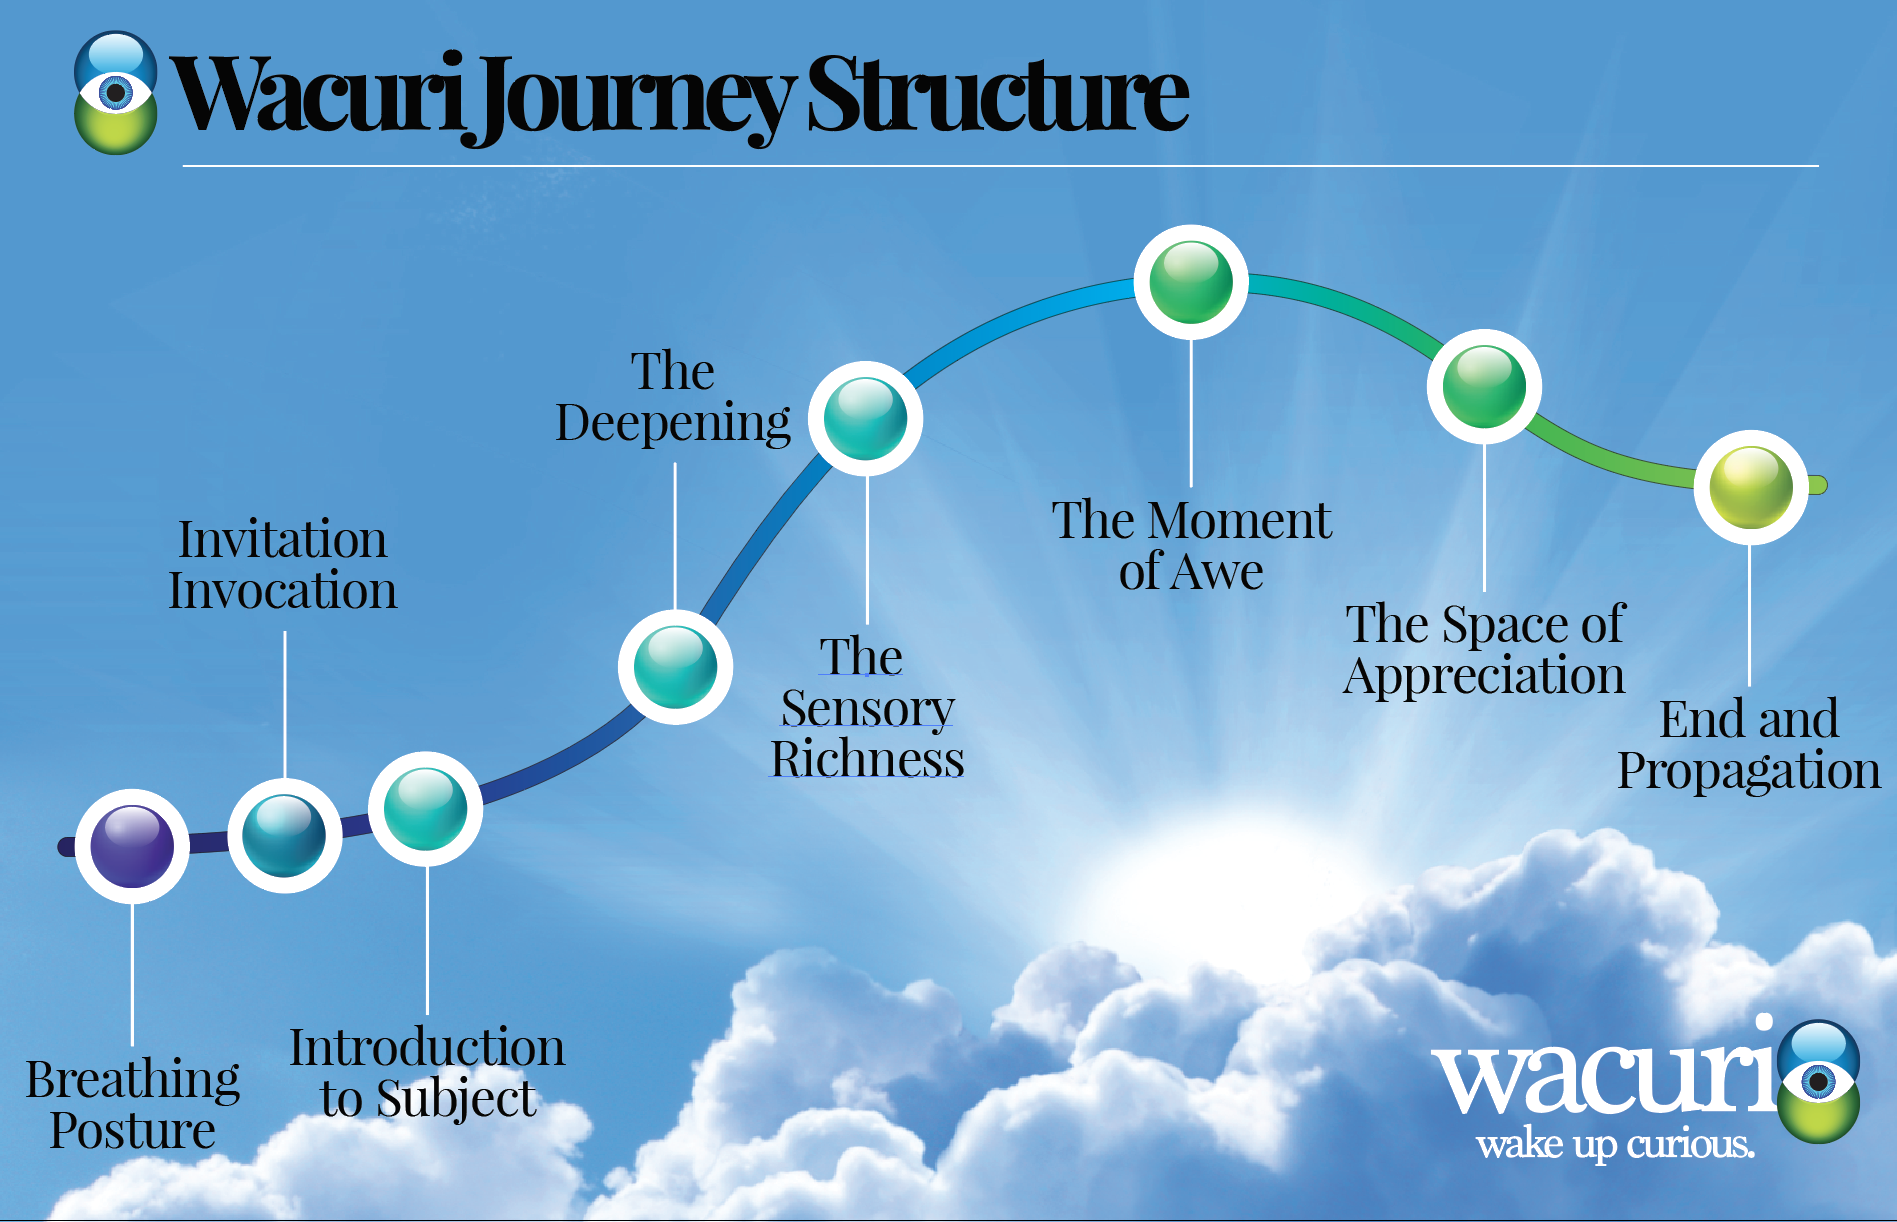 Wacuri Journey Structure
The
Deepening
Invitation
Invocation
The Moment
of Awe
The Space of
Appreciation
The
Sensory
Richness
End and
Propagation
Introduction
to Subject
Breathing
Posture
wacuri
wake up curious.